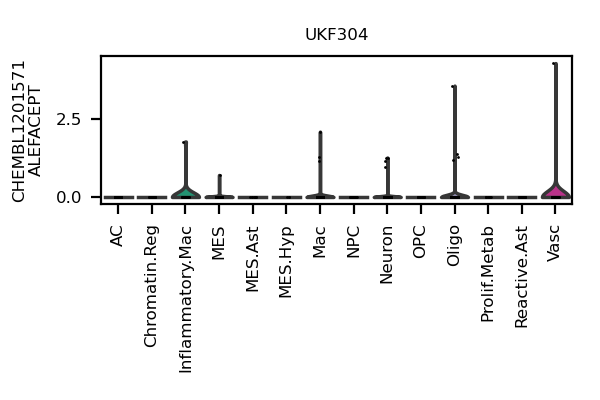 UKF304
CHEMBL1201571
ALEFACEPT
2.5
0.0
AC
Chromatin.Reg
Inflammatory.Mac
MES
MES.Ast
MES.Hyp
Mac
NPC
Neuron
OPC
Oligo
Prolif.Metab
Reactive.Ast
Vasc